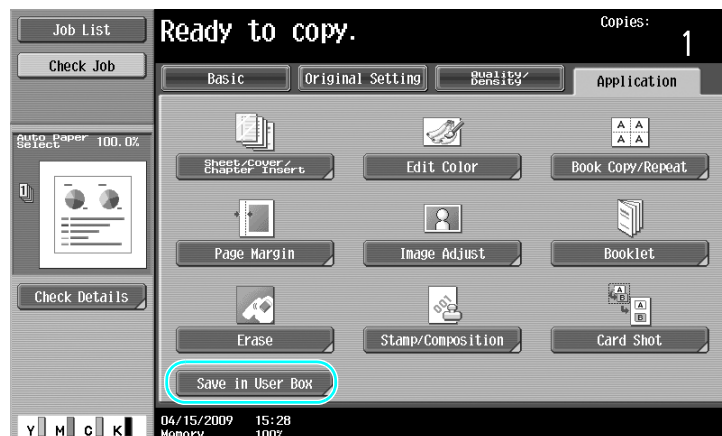 Job List
Ready to copy.
Copies:
1
Check Job
Basic
Original Setting
Quality/
Density
Application
Auto Paper
Select
100.0%
Sheet/Cover/
Chapter Insert
Edit Color
A A
A A
Book Copy/Repeat
Page Margin
Image Adjust
A
B
Booklet
Check Details
Erase
001
Stamp/Composition
A
B
A
B
Card Shot
Save in User Box
Y M C K
04/15/2009 15:28
Memory 100%